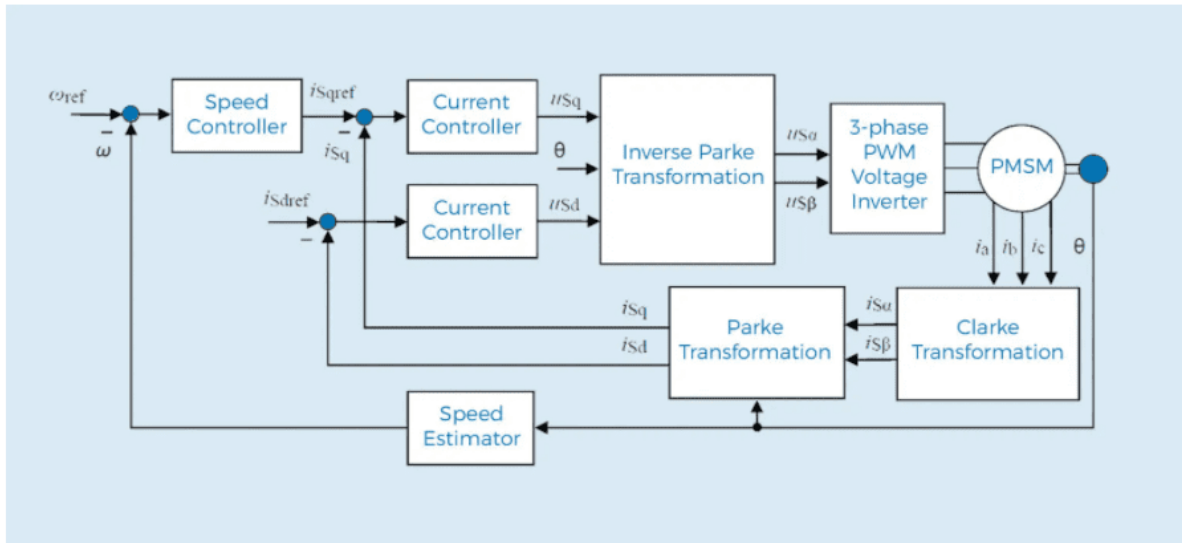 ωref
−
ω
Speed
Controller
iSqref
−
iSq
Current
Controller
uSq
θ
iSdref
−
Current
Controller
uSd
Inverse Parke
Transformation
uSα
uSβ
3-phase
PWM
Voltage
Inverter
PMSM
ia ib ic θ
iSq
iSd
Parke
Transformation
iSα
iSβ
Clarke
Transformation
Speed
Estimator